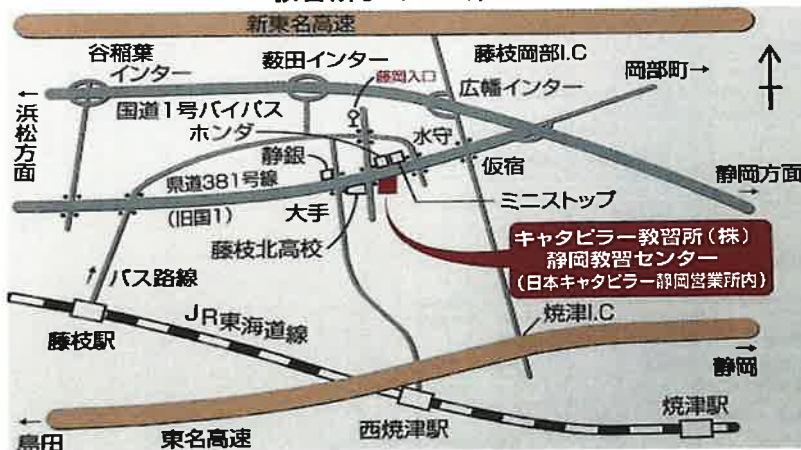 新東名高速
谷稲葉
インター
薮田インター
藤岡入口
藤枝岡部I.C
岡部町→
←
浜松方面
国道1号バイパス
広幡インター
ホンダ
水守
静銀
仮宿
県道381号線
(旧国1)
大手
ミニストップ
→
静岡方面
藤枝北高校
キャタピラー教習所(株)
静岡教習センター
(日本キャタピラー静岡営業所内)
バス路線
JR東海道線
藤枝駅
焼津I.C
→
静岡
←
島田
東名高速
西焼津駅
焼津駅